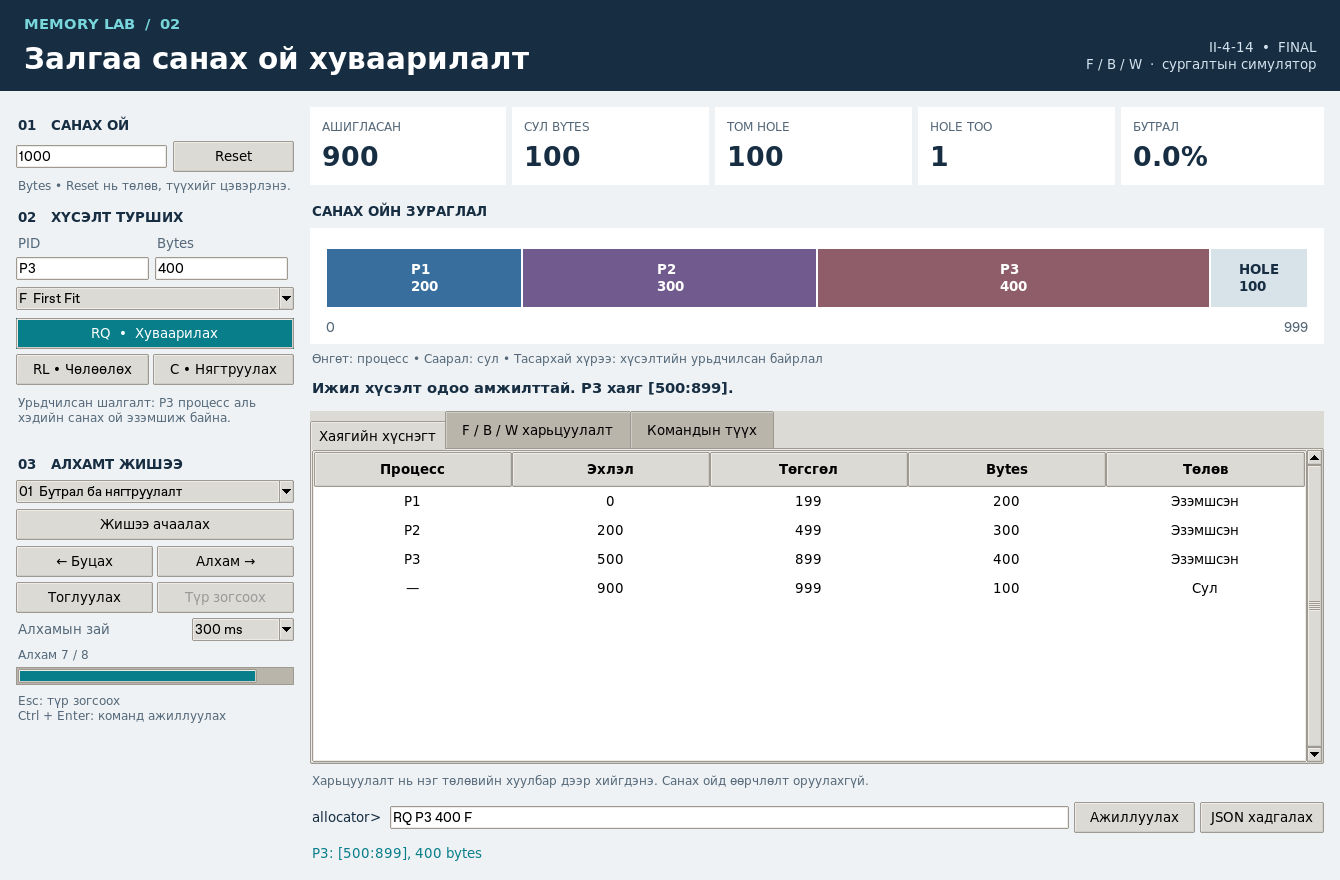 MEMORY LAB / 02
Залгаа санах ой хуваарилалт
II-4-14 • FINAL
F / B / W · сургалтын симулятор
01 САНАХ ОЙ
1000 Reset
Bytes • Reset нь төлөв, түүхийг цэвэрлэнэ.
02 ХҮСЭЛТ ТУРШИХ
PID Bytes
P3 400
F First Fit
RQ • Хуваарилах
RL • Чөлөөлөх C • Нягтруулах
Урьдчилсан шалгалт: P3 процесс аль
хэдийн санах ой эзэмшиж байна.
03 АЛХАМТ ЖИШЭЭ
01 Бутрал ба нягтруулалт
Жишээ ачаалах
← Буцах Алхам →
Тоглуулах Түр зогсоох
Алхамын зай 300 ms
Алхам 7 / 8
Esc: түр зогсоох
Ctrl + Enter: команд ажиллуулах
АШИГЛАСАН СУЛ BYTES ТОМ HOLE HOLE ТОО БУТРАЛ
900 100 100 1 0.0%
САНАХ ОЙН ЗУРАГЛАЛ
P1 P2 P3 HOLE
200 300 400 100
0 999
Өнгөт: процесс • Саарал: сул • Тасархай хүрээ: хүсэлтийн урьдчилсан байрлал
Ижил хүсэлт одоо амжилттай. P3 хаяг [500:899].
Хаягийн хүснэгт F / B / W харьцуулалт Командын түүх
Процесс Эхлэл Төгсгөл Bytes Төлөв
P1 0 199 200 Эзэмшсэн
P2 200 499 300 Эзэмшсэн
P3 500 899 400 Эзэмшсэн
— 900 999 100 Сул
Харьцуулалт нь нэг төлөвийн хуулбар дээр хийгдэнэ. Санах ойд өөрчлөлт оруулахгүй.
allocator> RQ P3 400 F Ажиллуулах JSON хадгалах
P3: [500:899], 400 bytes